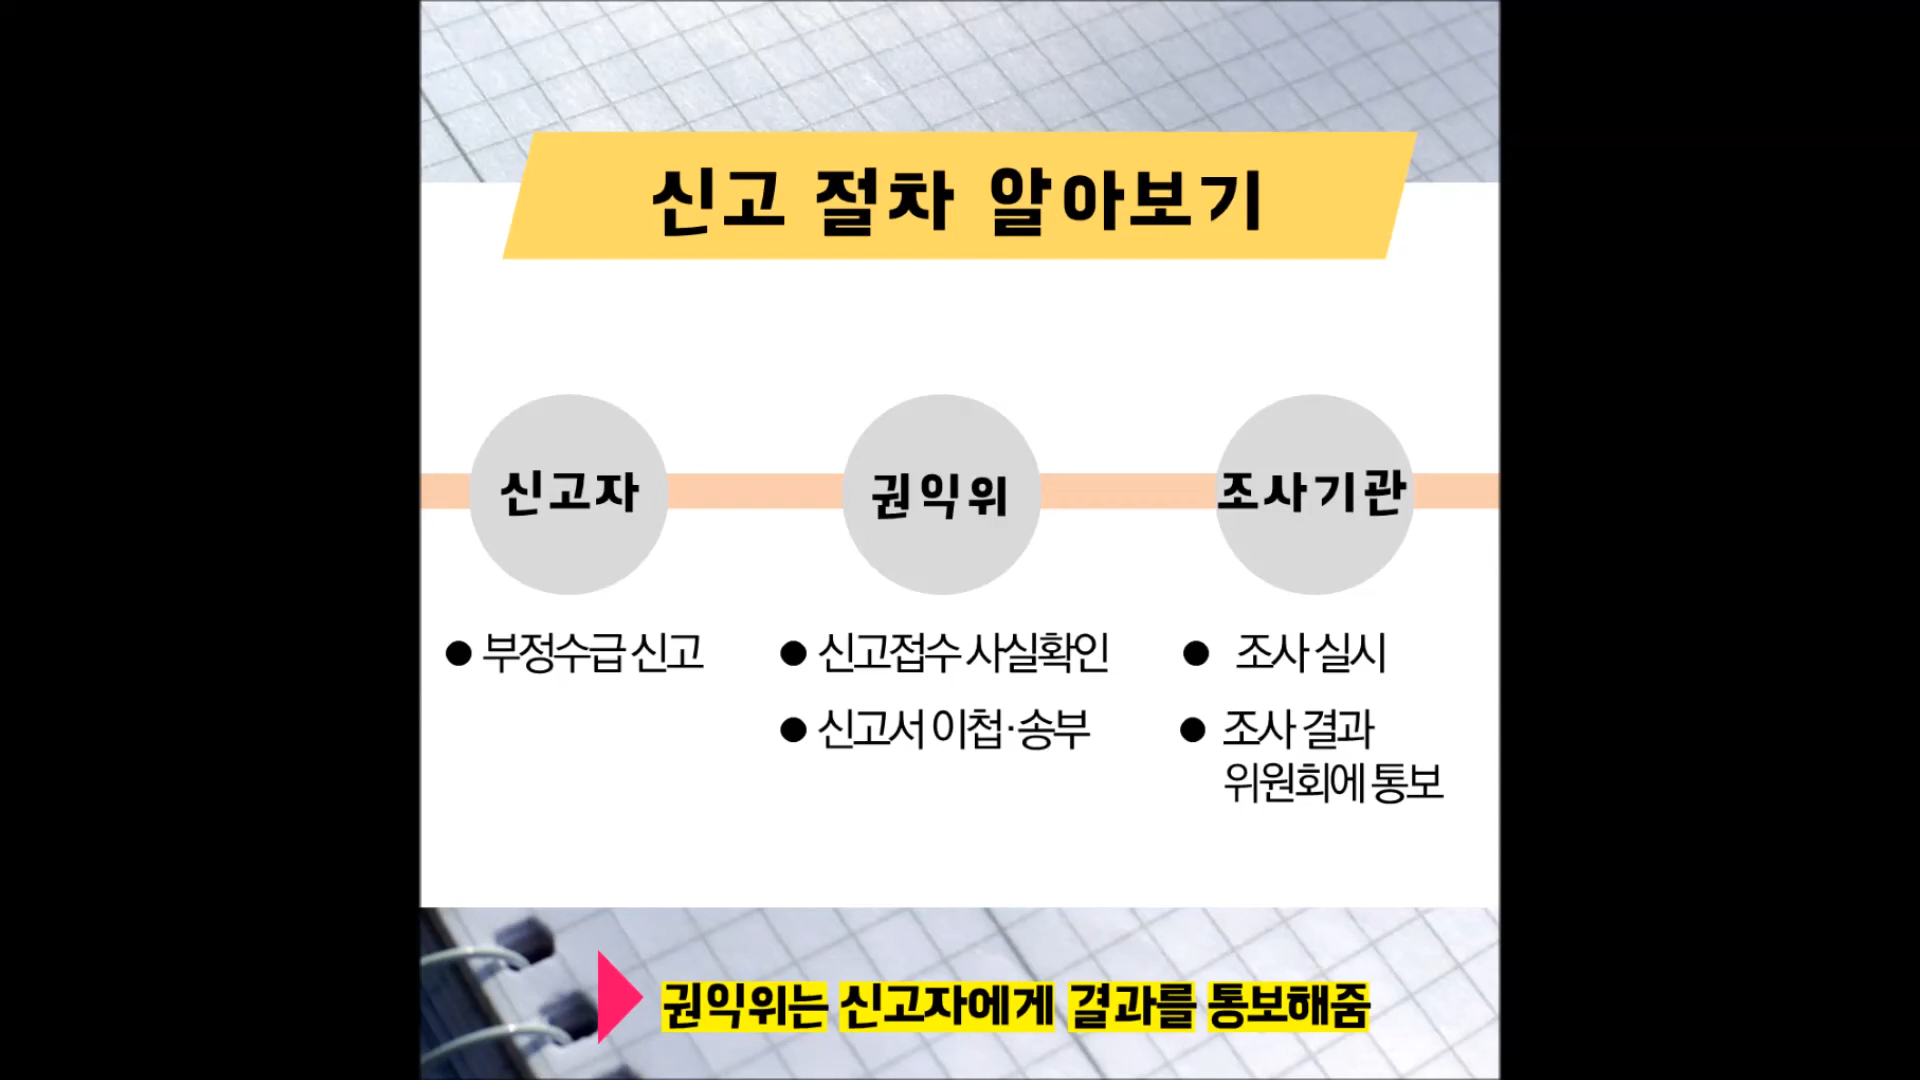 신고 절차 알아보기
신고자
권익위
조사기관
● 부정수급 신고
● 신고접수 사실확인
● 신고서 이첩·송부
● 조사 실시
● 조사 결과
위원회에 통보
권익위는 신고자에게 결과를 통보해줌